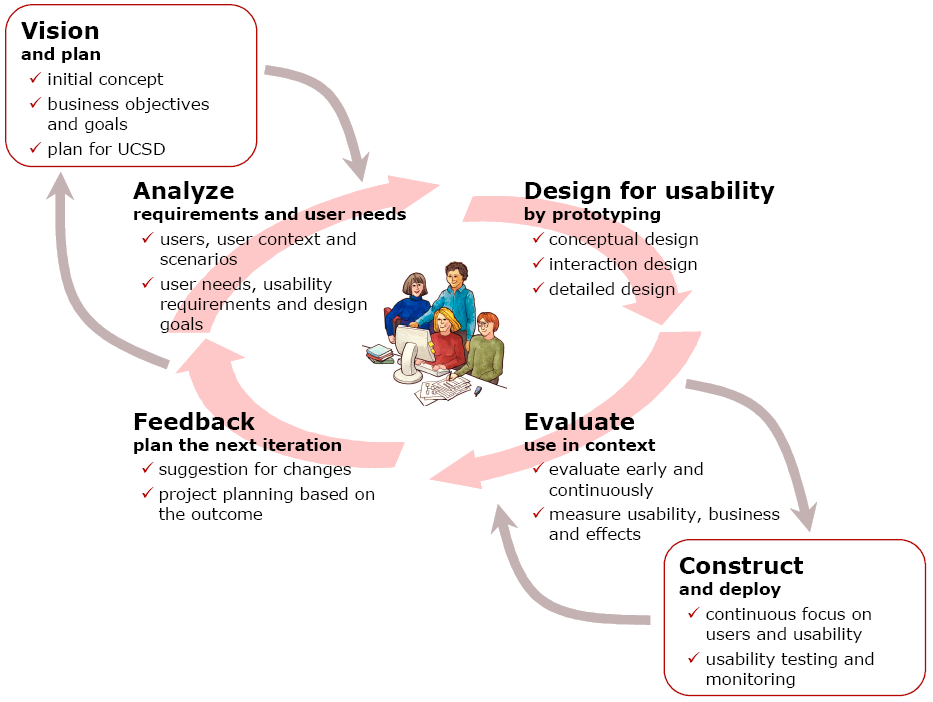 Vision
and plan
✓ initial concept
✓ business objectives
and goals
✓ plan for UCSD
Analyze
requirements and user needs
✓ users, user context and
scenarios
✓ user needs, usability
requirements and design
goals
Design for usability
by prototyping
✓ conceptual design
✓ interaction design
✓ detailed design
Feedback
plan the next iteration
✓ suggestion for changes
✓ project planning based on
the outcome
Evaluate
use in context
✓ evaluate early and
continuously
✓ measure usability, business
and effects
Construct
and deploy
✓ continuous focus on
users and usability
✓ usability testing and
monitoring